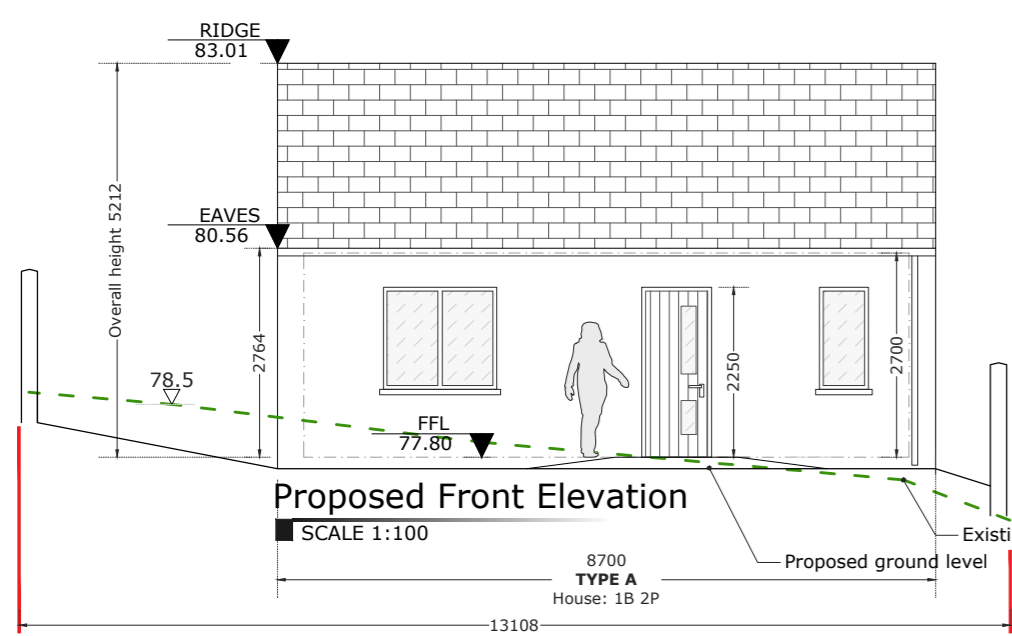 RIDGE
83.01
EAVES
80.56
Overall height 5212
2764
78.5
FFL
77.80
2250
2700
Proposed Front Elevation
SCALE 1:100
Existi
Proposed ground level
8700
TYPE A
House: 1B 2P
13108